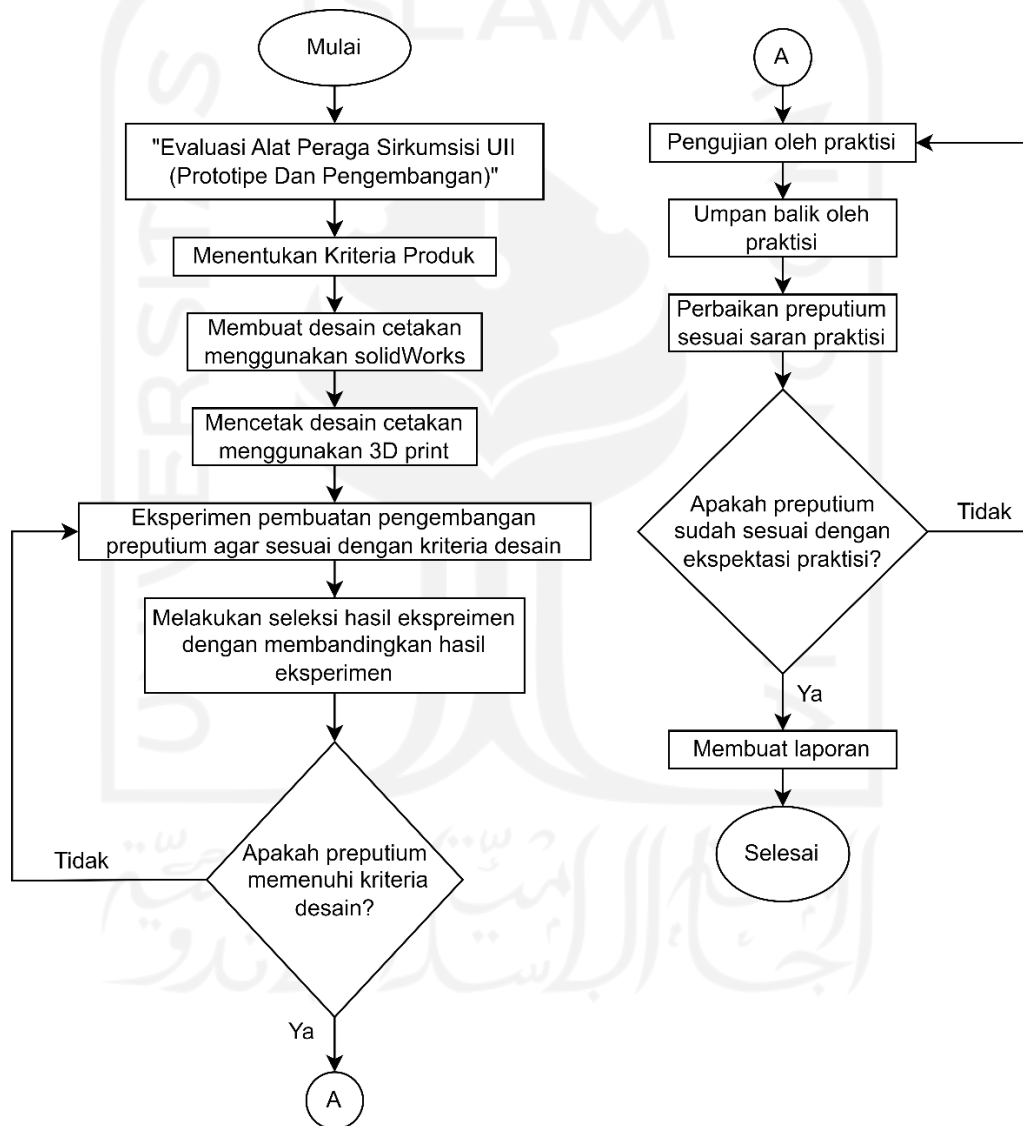 Mulai
"Evaluasi Alat Peraga Sirkumsisi UII
(Prototipe Dan Pengembangan)"
Menentukan Kriteria Produk
Membuat desain cetakan
menggunakan solidWorks
Mencetak desain cetakan
menggunakan 3D print
Eksperimen pembuatan pengembangan
preputium agar sesuai dengan kriteria desain
Melakukan seleksi hasil ekspreimen
dengan membandingkan hasil
eksperimen
Apakah preputium
memenuhi kriteria
desain?
Tidak
Ya
A
A
Pengujian oleh praktisi
Umpan balik oleh
praktisi
Perbaikan preputium
sesuai saran praktisi
Apakah preputium
sudah sesuai dengan
ekspektasi praktisi?
Tidak
Ya
Membuat laporan
Selesai
UNIVERSITAS
ISLAM